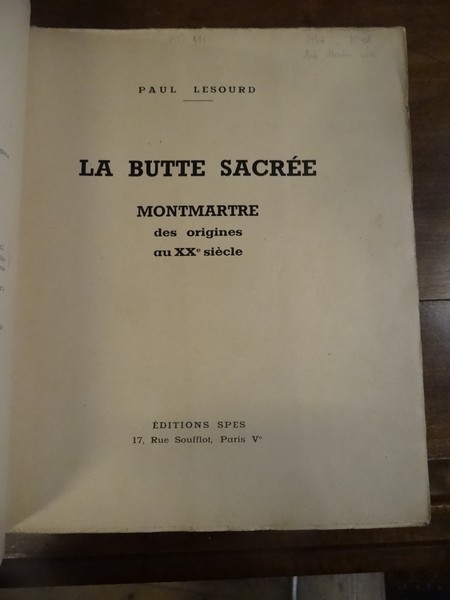 PAUL LESOURD
LA BUTTE SACRÉE
MONTMARTRE
des origines
au XXe siècle
ÉDITIONS SPES
17, Rue Soufflot, Paris Ve